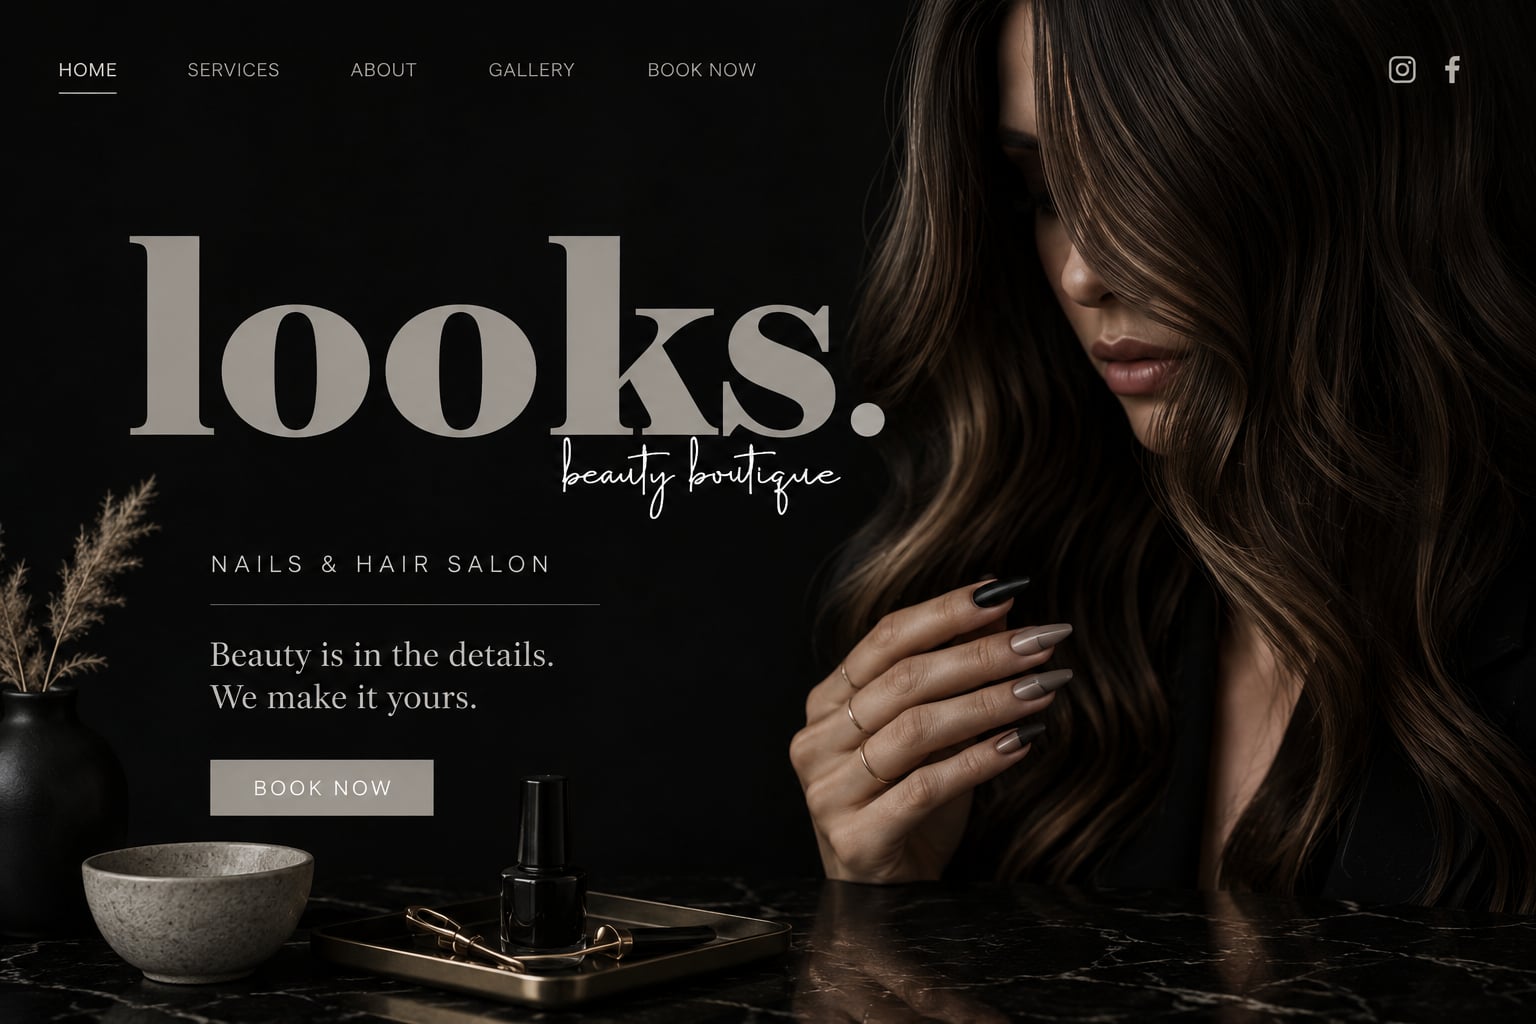 HOME SERVICES ABOUT GALLERY BOOK NOW
looks.
beauty boutique
NAILS & HAIR SALON
Beauty is in the details.
We make it yours.
BOOK NOW